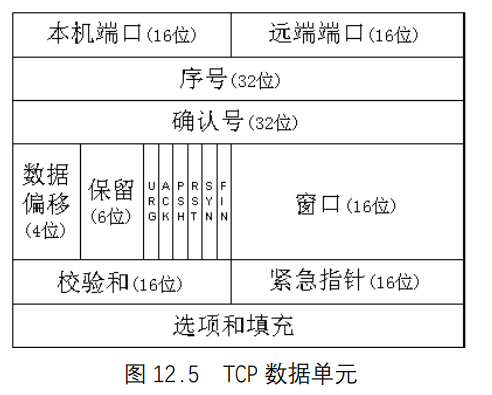 本机端口(16位) 远端端口(16位)
序号(32位)
确认号(32位)
数据偏移(4位) 保留(6位) URG ACK PSH RST SYN FIN 窗口(16位)
校验和(16位) 紧急指针(16位)
选项和填充
图 12.5 TCP 数据单元